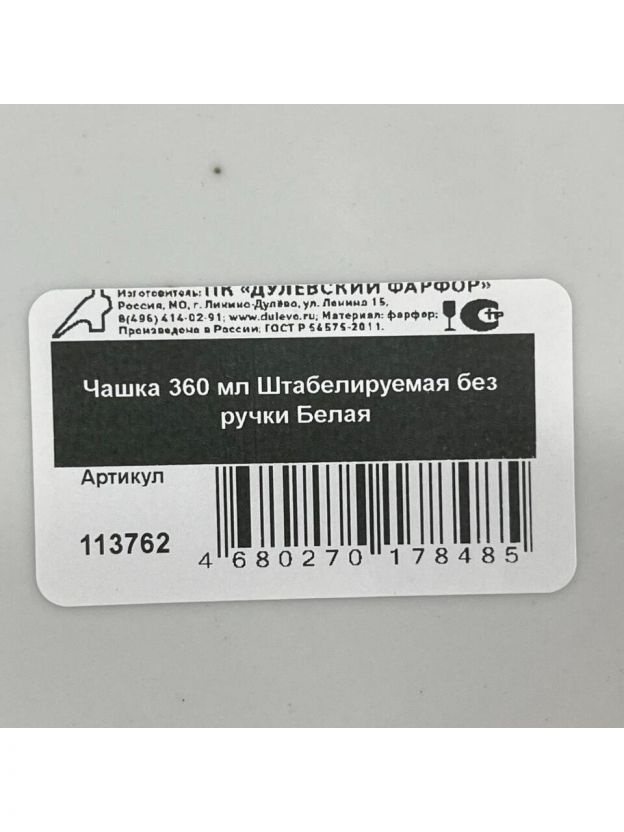 Изготовитель: ПК «ДУЛЕВСКИЙ ФАРФОР»
Россия, МО, г. Ликино-Дулёво, ул. Ленина 15,
8(496) 414-02-91; www.dulevo.ru; Материал: фарфор;
Произведено в России; ГОСТ Р 54575-2011.
Чашка 360 мл Штабелируемая без
ручки Белая
Артикул
113762
4 680270 178485